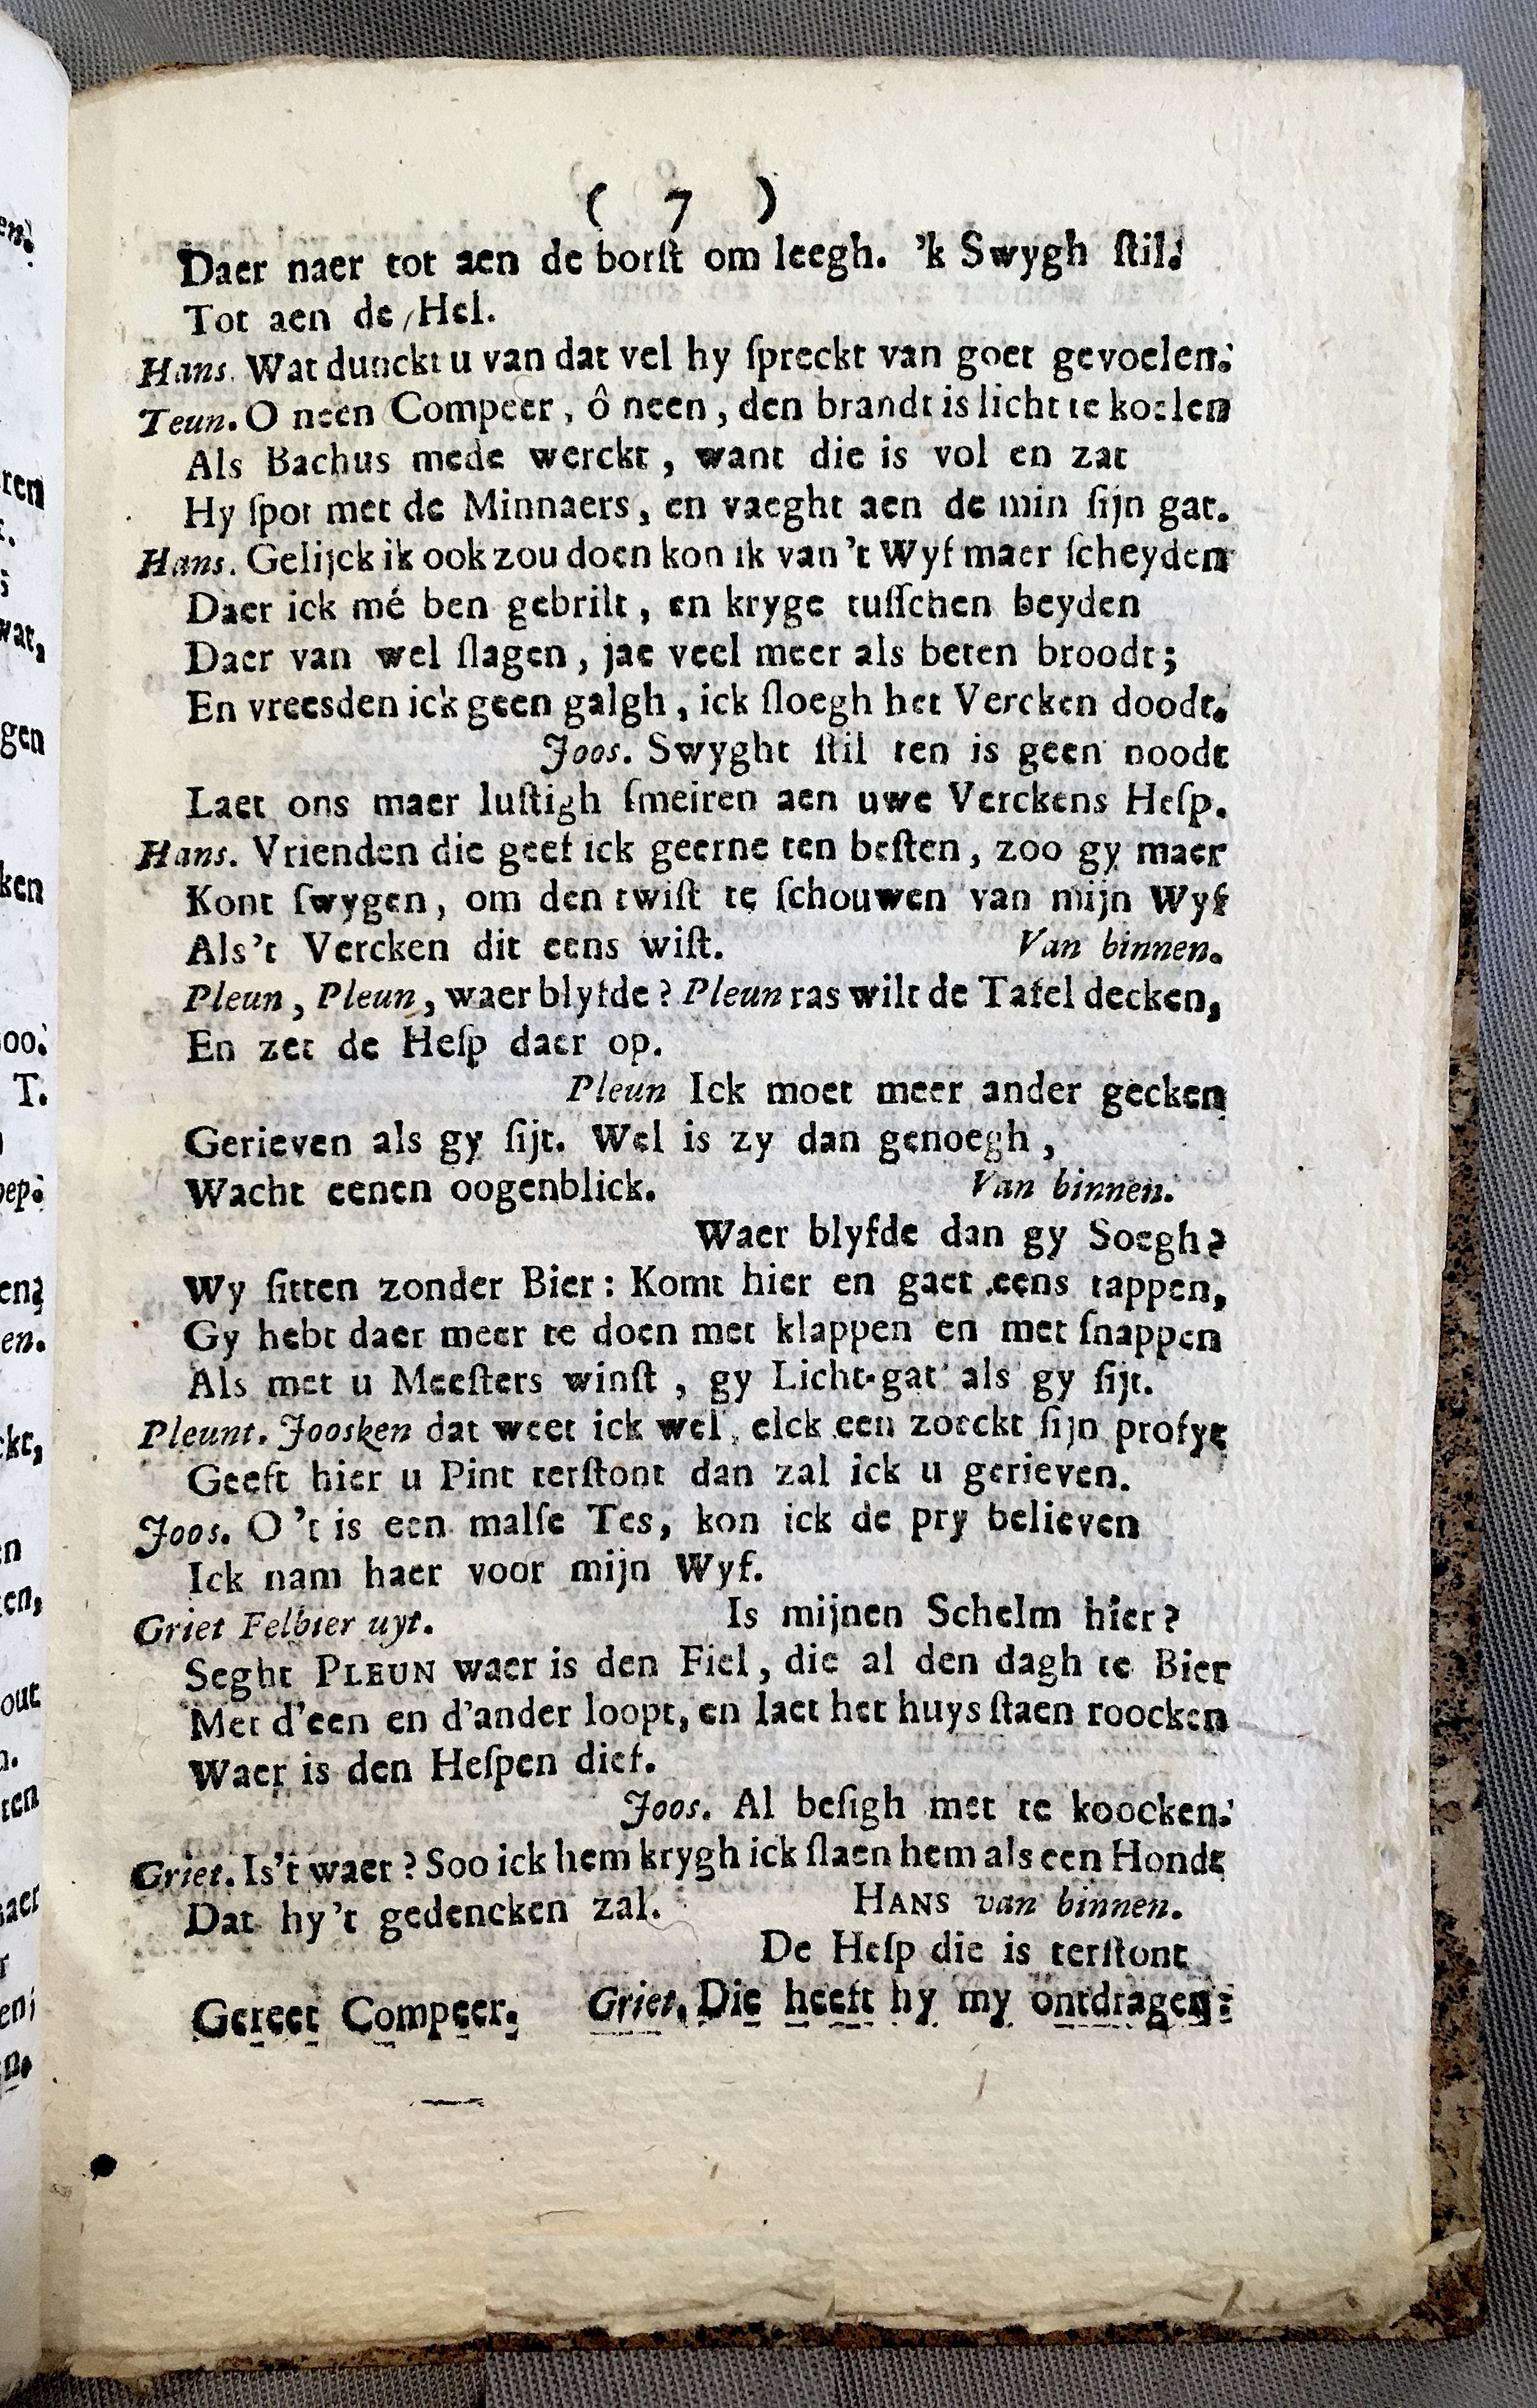 ( 7 )
Daer naer tot aen de borſt om leegh. 'k Swygh ſtil.
Tot aen de Hel.
Hans. Wat dunckt u van dat vel hy ſpreckt van goet gevoelen.
Teun. O neen Compeer, ô neen, den brandt is licht te koelen
Als Bachus mede werckt, want die is vol en zat
Hy ſpot met de Minnaers, en vaeght aen de min ſijn gat.
Hans. Gelijck ik ook zou doen kon ik van 't Wyf maer ſcheyden
Daer ick mé ben gebrilt, en kryge tuſſchen beyden
Daer van wel ſlagen, jae veel meer als beten broodt;
En vreesden ick geen galgh, ick ſloegh het Vercken doodt.
Joos. Swyght ſtil ten is geen noodt
Laet ons maer luſtigh ſmeiren aen uwe Verckens Heſp.
Hans. Vrienden die geef ick geerne ten beſten, zoo gy maer
Kont ſwygen, om den twiſt te ſchouwen van mijn Wyf
Als't Vercken dit eens wiſt. Van binnen.
Pleun, Pleun, waer blyfde? Pleun ras wilt de Tafel decken,
En zet de Heſp daer op.
Pleun Ick moet meer ander gecken
Gerieven als gy ſijt. Wel is zy dan genoegh,
Wacht eenen oogenblick. Van binnen.
Waer blyfde dan gy Soegh?
Wy ſitten zonder Bier: Komt hier en gaet eens tappen,
Gy hebt daer meer te doen met klappen en met ſnappen
Als met u Meeſters winſt, gy Licht-gat als gy ſijt.
Pleunt. Joosken dat weet ick wel, elck een zoeckt ſijn profyt
Geeft hier u Pint terſtont dan zal ick u gerieven.
Joos. O 't is een malſe Tes, kon ick de pry believen
Ick nam haer voor mijn Wyf.
Griet Felbier uyt. Is mijnen Schelm hier?
Seght PLEUN waer is den Fiel, die al den dagh te Bier
Met d'een en d'ander loopt, en laet het huys ſtaen roocken
Waer is den Heſpen dief.
Joos. Al beſigh met te koocken.
Griet. Is't waer? Soo ick hem krygh ick ſlaen hem als een Hondt
Dat hy't gedencken zal. HANS van binnen.
De Heſp die is terſtont
Gereet Compeer. Griet. Die heeft hy my ontdragen: